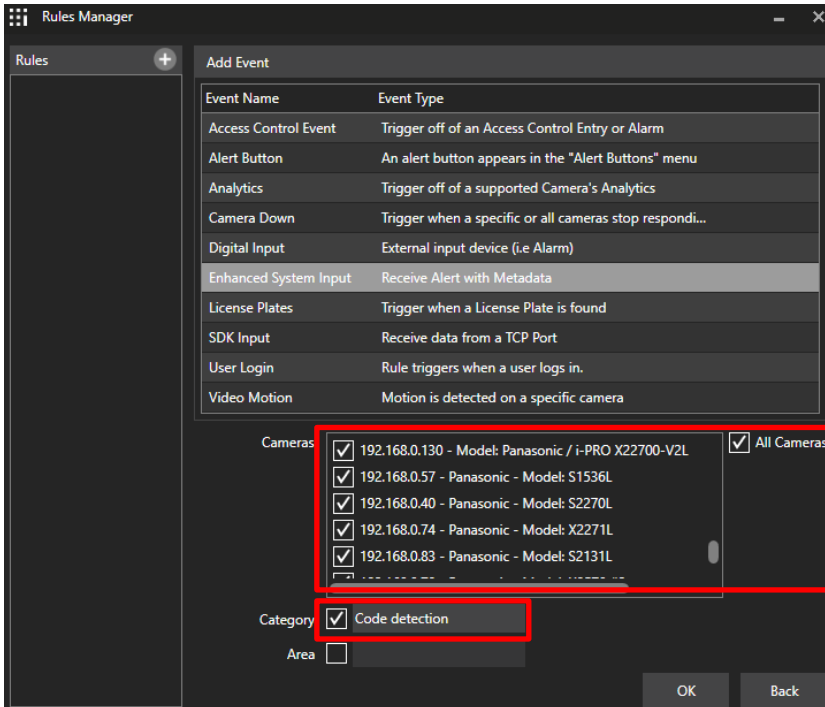 Rules Manager
Rules
Add Event
Event Name Event Type
Access Control Event Trigger off of an Access Control Entry or Alarm
Alert Button An alert button appears in the "Alert Buttons" menu
Analytics Trigger off of a supported Camera's Analytics
Camera Down Trigger when a specific or all cameras stop respondi...
Digital Input External input device (i.e Alarm)
Enhanced System Input Receive Alert with Metadata
License Plates Trigger when a License Plate is found
SDK Input Receive data from a TCP Port
User Login Rule triggers when a user logs in.
Video Motion Motion is detected on a specific camera
Cameras
192.168.0.130 - Model: Panasonic / i-PRO X22700-V2L
All Cameras
192.168.0.57 - Panasonic - Model: S1536L
192.168.0.40 - Panasonic - Model: S2270L
192.168.0.74 - Panasonic - Model: X2271L
192.168.0.83 - Panasonic - Model: S2131L
Category Code detection
Area
OK Back